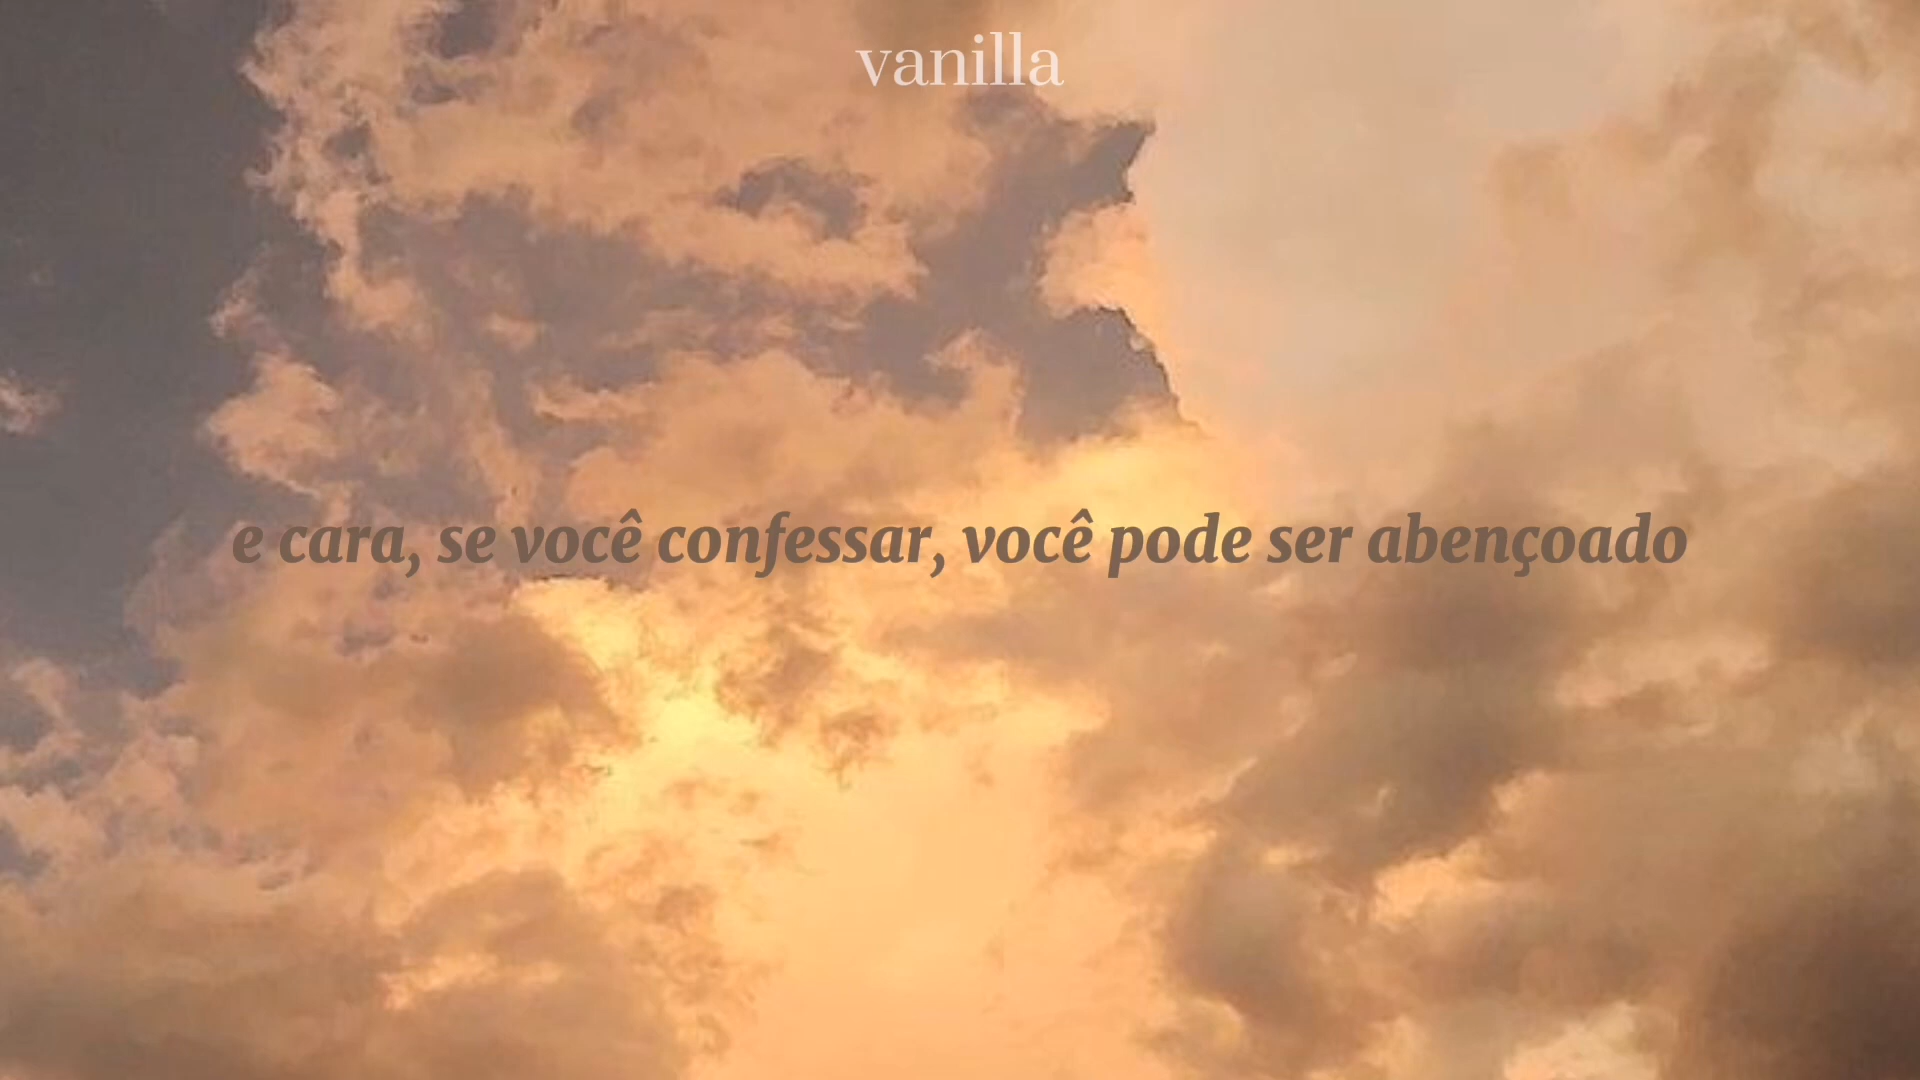 vanilla
e cara, se você confessar, você pode ser abençoado